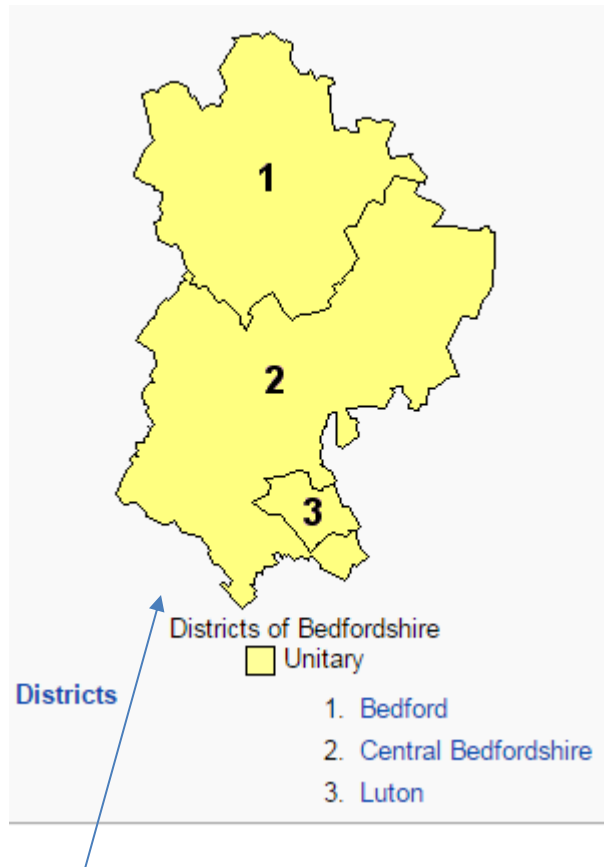 1
2
3
Districts of Bedfordshire
Unitary
Districts
1. Bedford
2. Central Bedfordshire
3. Luton